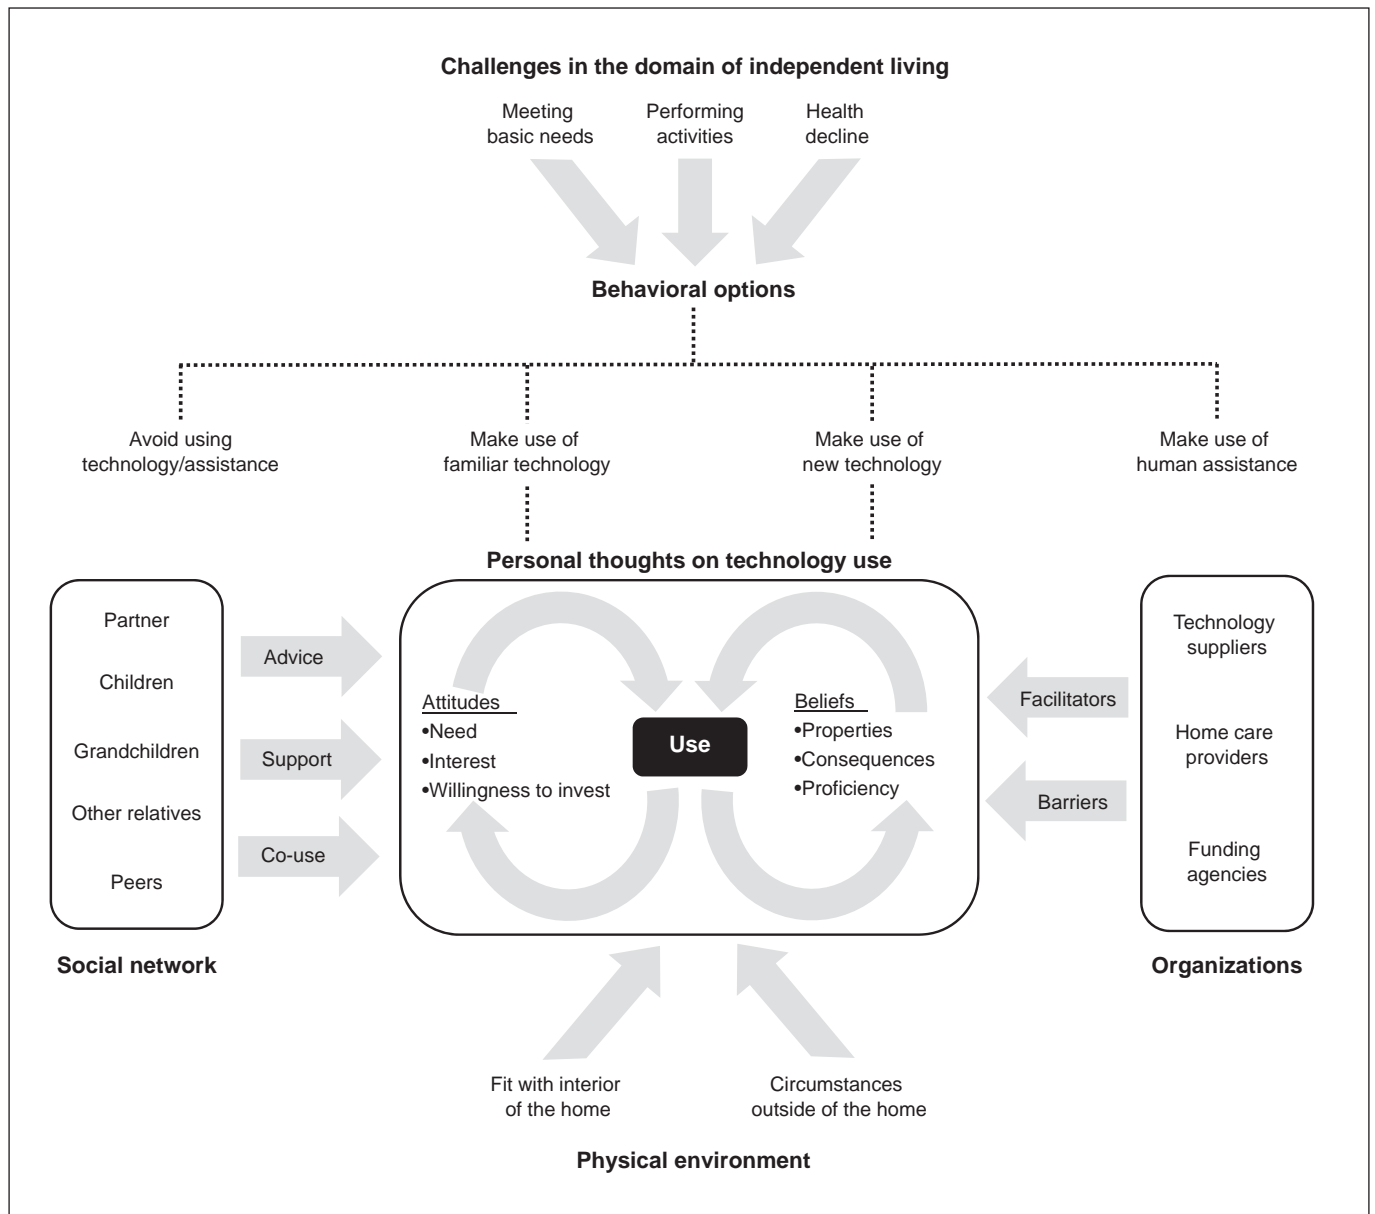 Challenges in the domain of independent living
Meeting
basic needs
Performing
activities
Health
decline
Behavioral options
Avoid using
technology/assistance
Make use of
familiar technology
Make use of
new technology
Make use of
human assistance
Personal thoughts on technology use
Partner
Children
Grandchildren
Other relatives
Peers
Social network
Advice
Support
Co-use
Attitudes
•Need
•Interest
•Willingness to invest
Use
Beliefs
•Properties
•Consequences
•Proficiency
Facilitators
Barriers
Technology
suppliers
Home care
providers
Funding
agencies
Organizations
Fit with interior
of the home
Circumstances
outside of the home
Physical environment